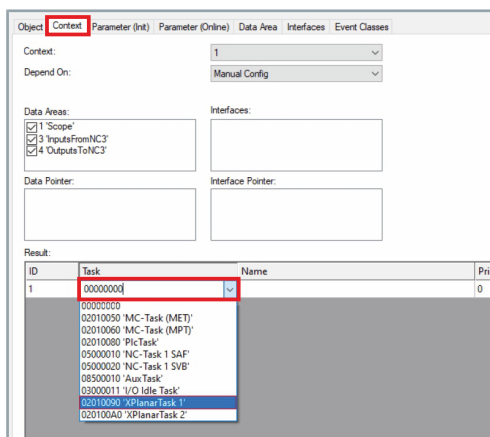 Object Context Parameter (Init) Parameter (Online) Data Area Interfaces Event Classes
Context: 1
Depend On: Manual Config
Data Areas: Interfaces:
1 'Scope'
3 'InputsFromNC3'
4 'OutputsToNC3'
Data Pointer: Interface Pointer:
Result:
ID Task Name Pri
1 00000000 0
00000000
02010050 'MC-Task (MET)'
02010060 'MC-Task (MPT)'
02010080 'PlcTask'
05000010 'NC-Task 1 SAF'
05000020 'NC-Task 1 SVB'
08500010 'AuxTask'
03000011 'I/O Idle Task'
02010090 'XPlanarTask 1'
020100A0 'XPlanarTask 2'